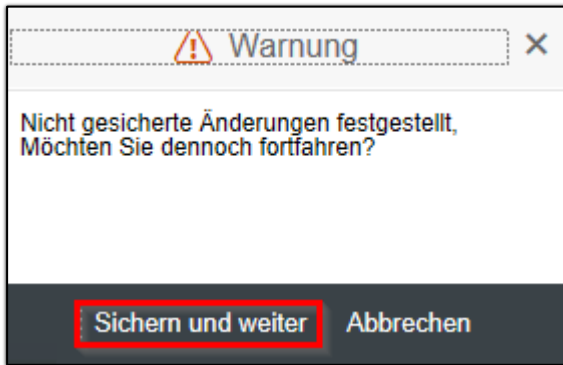 Warnung
Nicht gesicherte Änderungen festgestellt,
Möchten Sie dennoch fortfahren?
Sichern und weiter Abbrechen